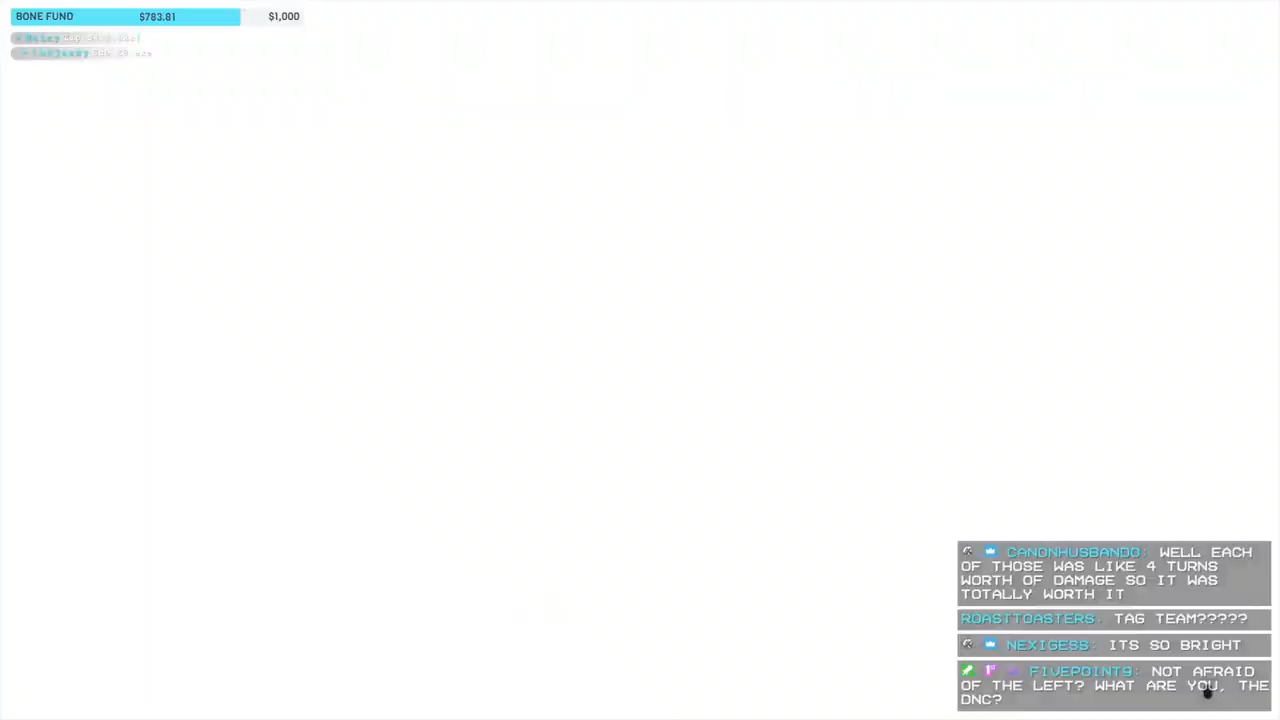 BONE FUND $783.81 $1,000
CANONHUSBANDO: WELL EACH
OF THOSE WAS LIKE 4 TURNS
WORTH OF DAMAGE SO IT WAS
TOTALLY WORTH IT
ROASTTOASTERS: TAG TEAM?????
NEXIGESS: ITS SO BRIGHT
FIVEPOINT9: NOT AFRAID
OF THE LEFT? WHAT ARE YOU, THE
DNC?